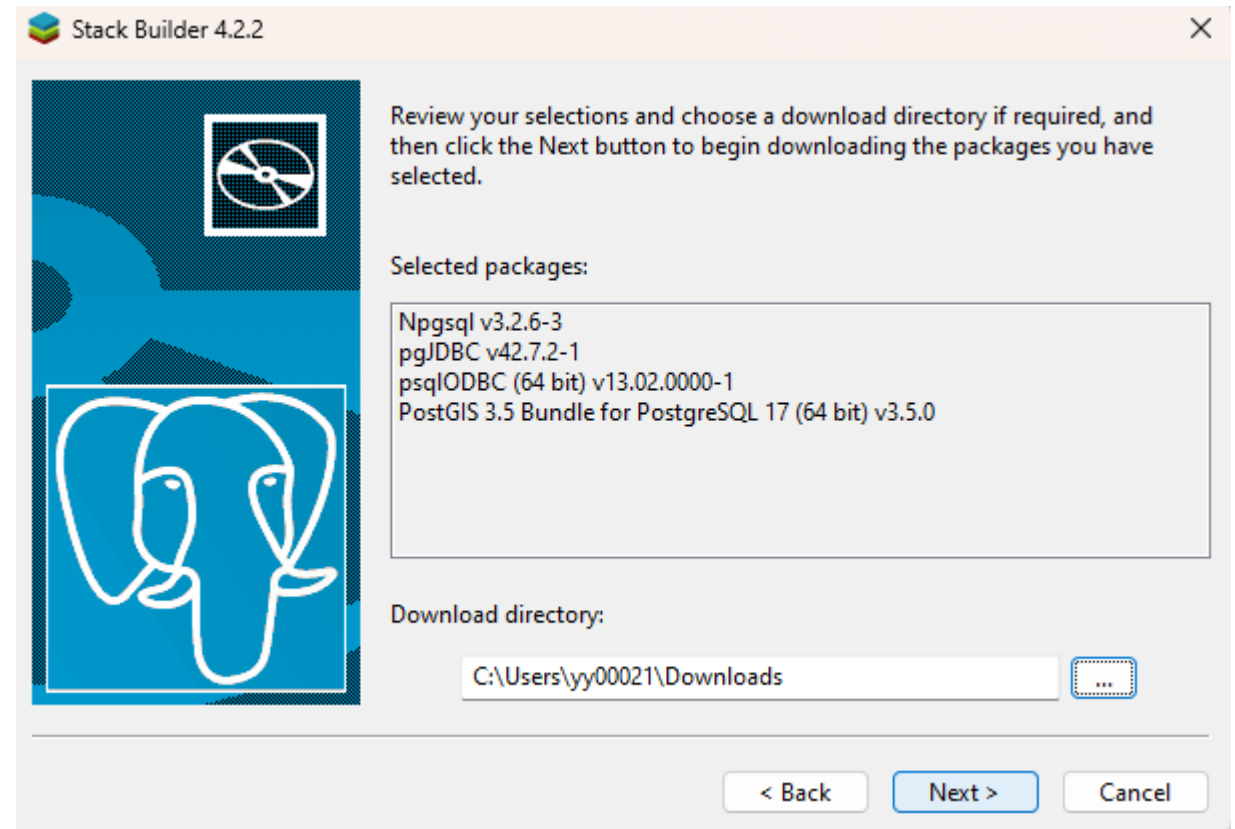 Stack Builder 4.2.2
Review your selections and choose a download directory if required, and
then click the Next button to begin downloading the packages you have
selected.
Selected packages:
Npgsql v3.2.6-3
pgJDBC v42.7.2-1
psqlODBC (64 bit) v13.02.0000-1
PostGIS 3.5 Bundle for PostgreSQL 17 (64 bit) v3.5.0
Download directory:
C:\Users\yy00021\Downloads
...
< Back
Next >
Cancel